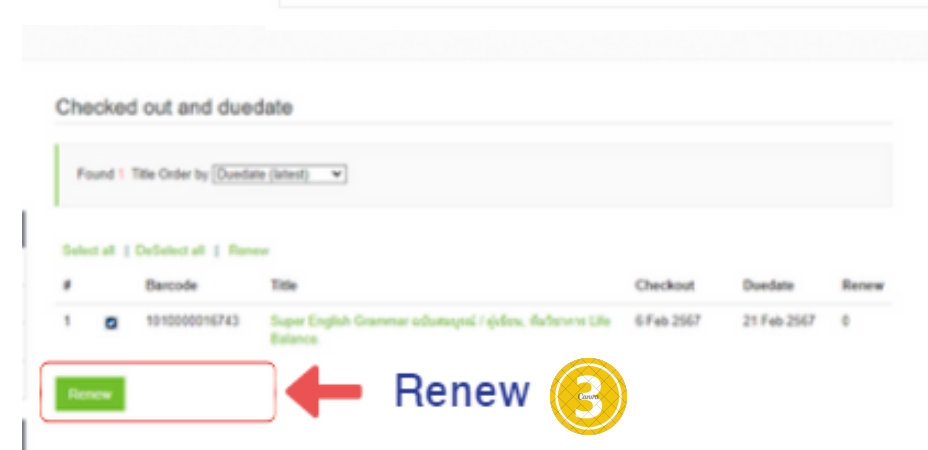 Checked out and duedate
Found 1 Title Order by Duedate (latest)
Select all | DeSelect all | Renew
# Barcode Title Checkout Duedate Renew
1 1010000016743 Super English Grammar ฉบับสมบูรณ์ / ผู้เขียน, ทีมวิชาการ Life 6 Feb 2567 21 Feb 2567 0
Balance.
Renew
Renew 3
Canva